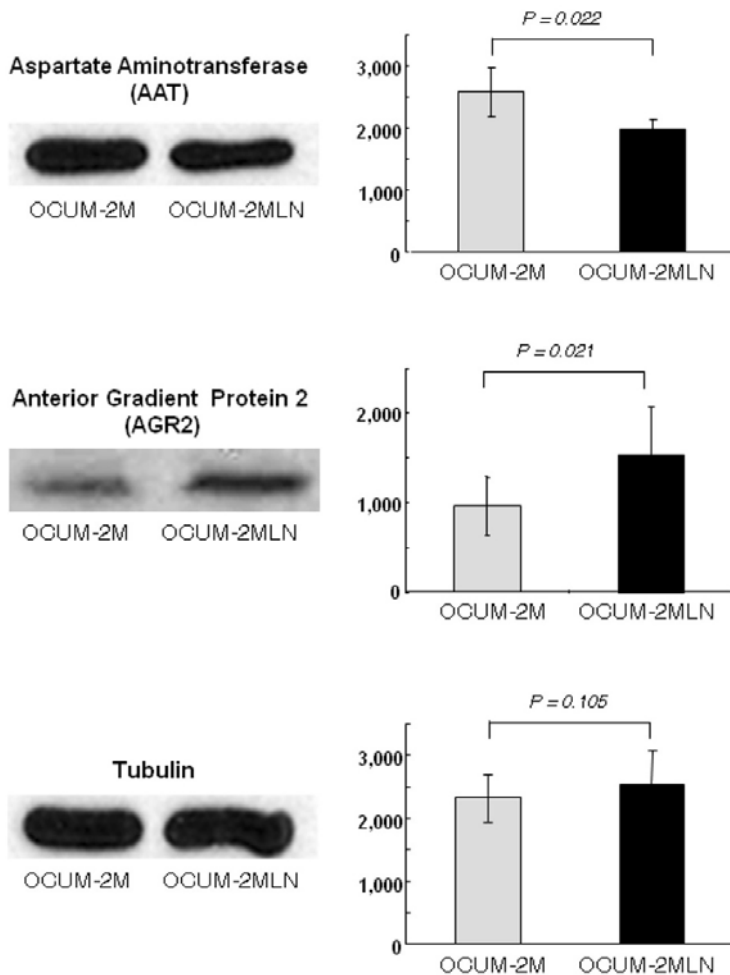 P = 0.022
Aspartate Aminotransferase
(AAT)
OCUM-2M OCUM-2MLN
3,000
2,000
1,000
0
OCUM-2M OCUM-2MLN
P = 0.021
Anterior Gradient Protein 2
(AGR2)
OCUM-2M OCUM-2MLN
2,000
1,000
0
OCUM-2M OCUM-2MLN
P = 0.105
Tubulin
OCUM-2M OCUM-2MLN
3,000
2,000
1,000
0
OCUM-2M OCUM-2MLN